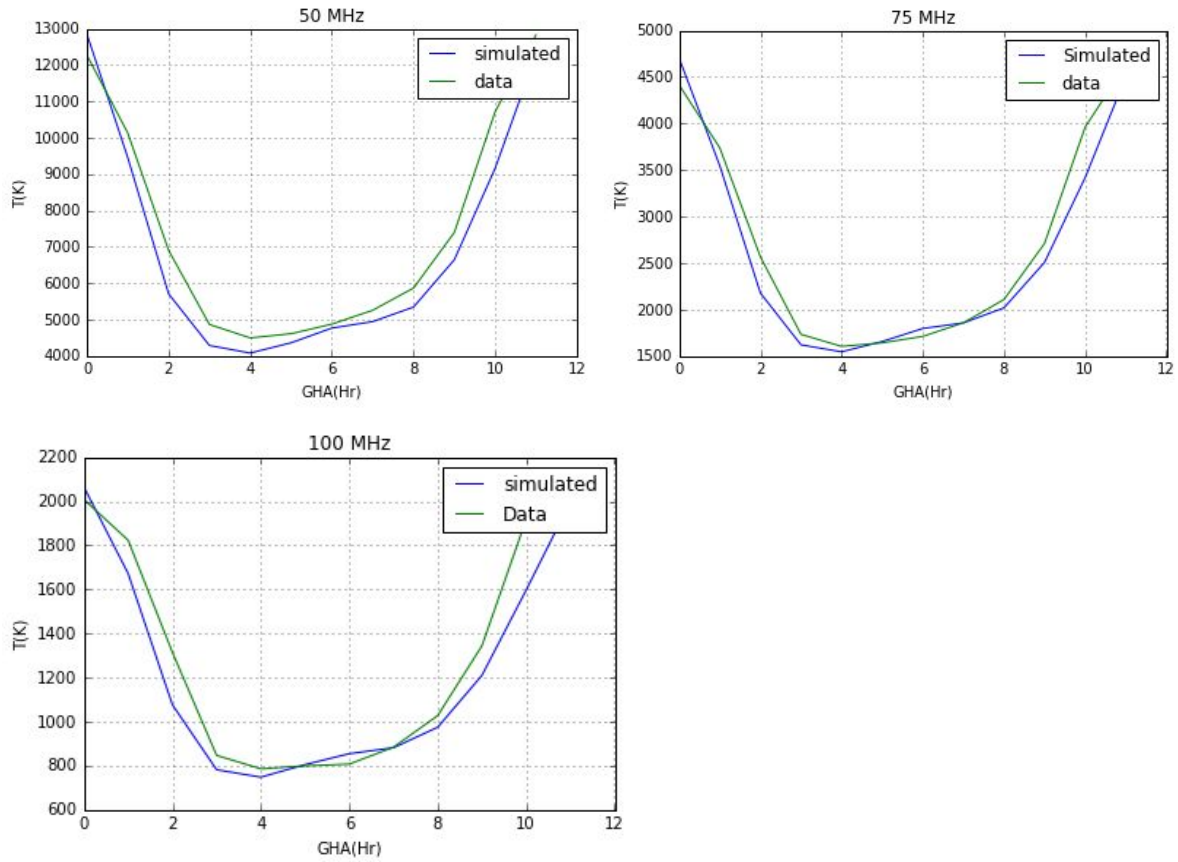 50 MHz
13000
12000
11000
10000
9000
8000
7000
6000
5000
4000
T(K)
simulated
data
0 2 4 6 8 10 12
GHA(Hr)
75 MHz
5000
4500
4000
3500
3000
2500
2000
1500
T(K)
Simulated
data
0 2 4 6 8 10 12
GHA(Hr)
100 MHz
2200
2000
1800
1600
1400
1200
1000
800
600
T(K)
simulated
Data
0 2 4 6 8 10 12
GHA(Hr)